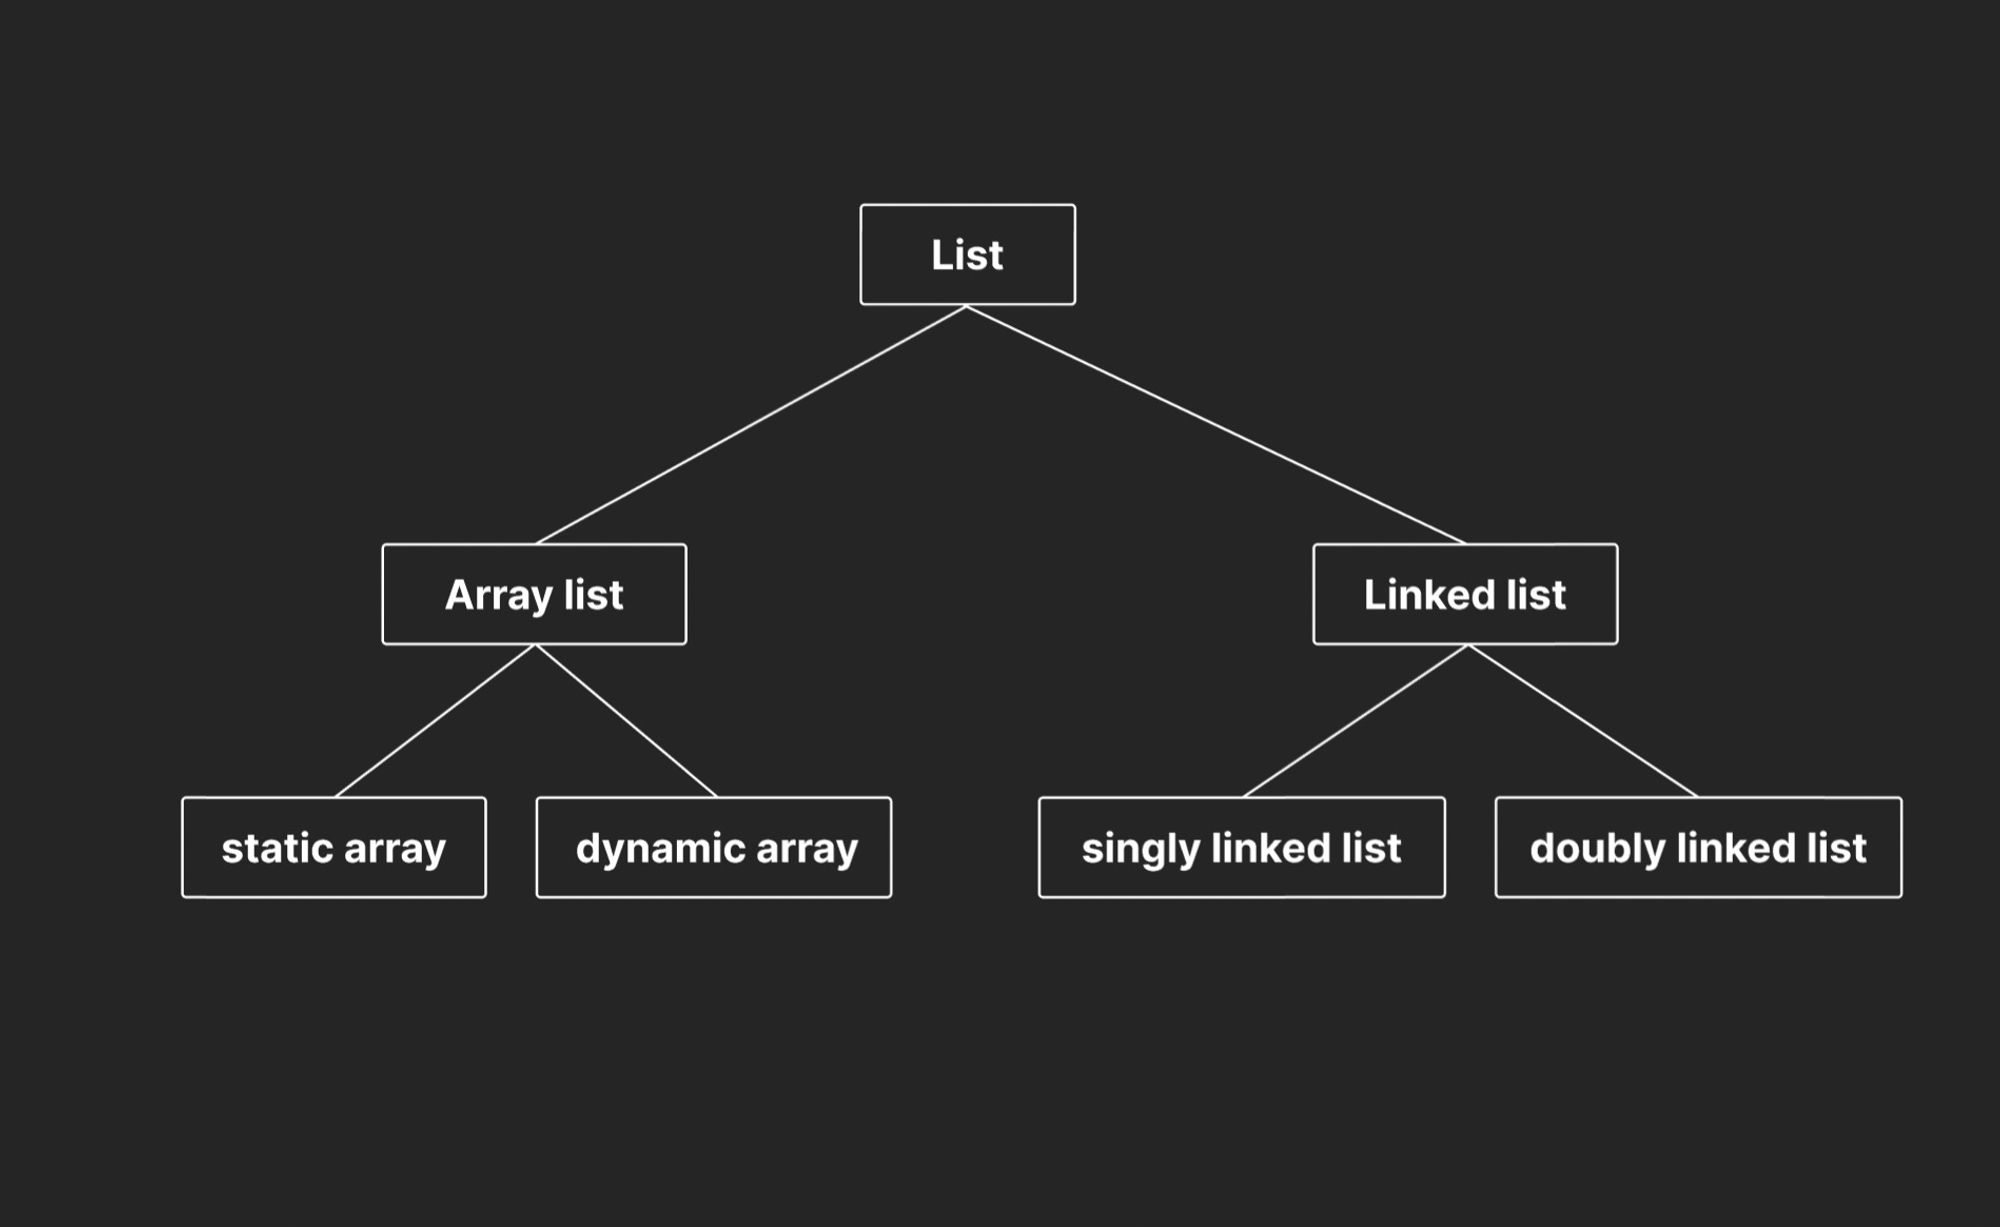 List
Array list
Linked list
static array
dynamic array
singly linked list
doubly linked list